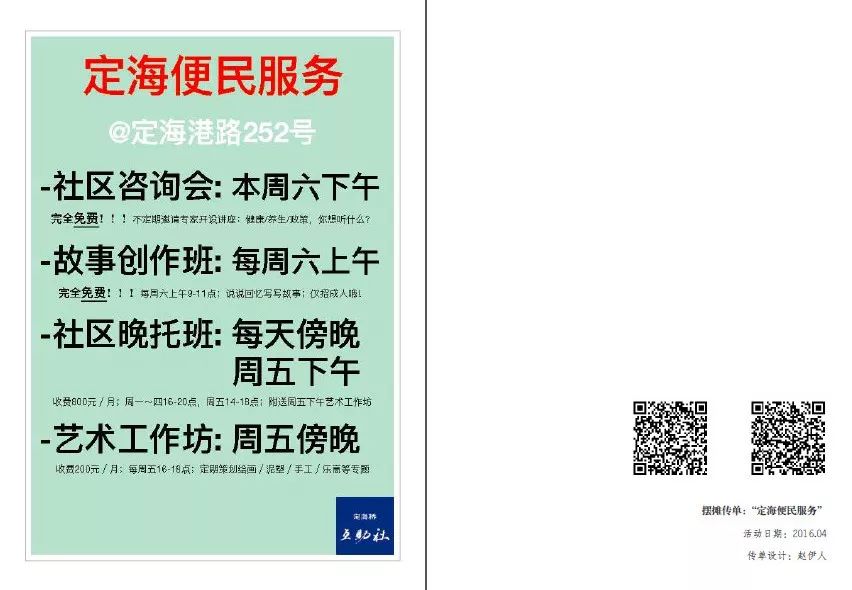 定海便民服务
@定海港路252号
-社区咨询会: 本周六下午
完全免费！！！不定期邀请专家开设讲座：健康/养生/政策，你想听什么？
-故事创作班: 每周六上午
完全免费！！！每周六上午9-11点；说说回忆写写故事；仅招成人哦！
-社区晚托班: 每天傍晚
周五下午
收费800元 / 月；周一～四16-20点，周五14-18点；附送周五下午艺术工作坊
-艺术工作坊: 周五傍晚
收费200元 / 月；每周五16-18点；定期策划绘画 / 泥塑 / 手工 / 乐高等专题
定海桥
互助社
摆摊传单：“定海便民服务”
活动日期：2016.04
传单设计：赵伊人